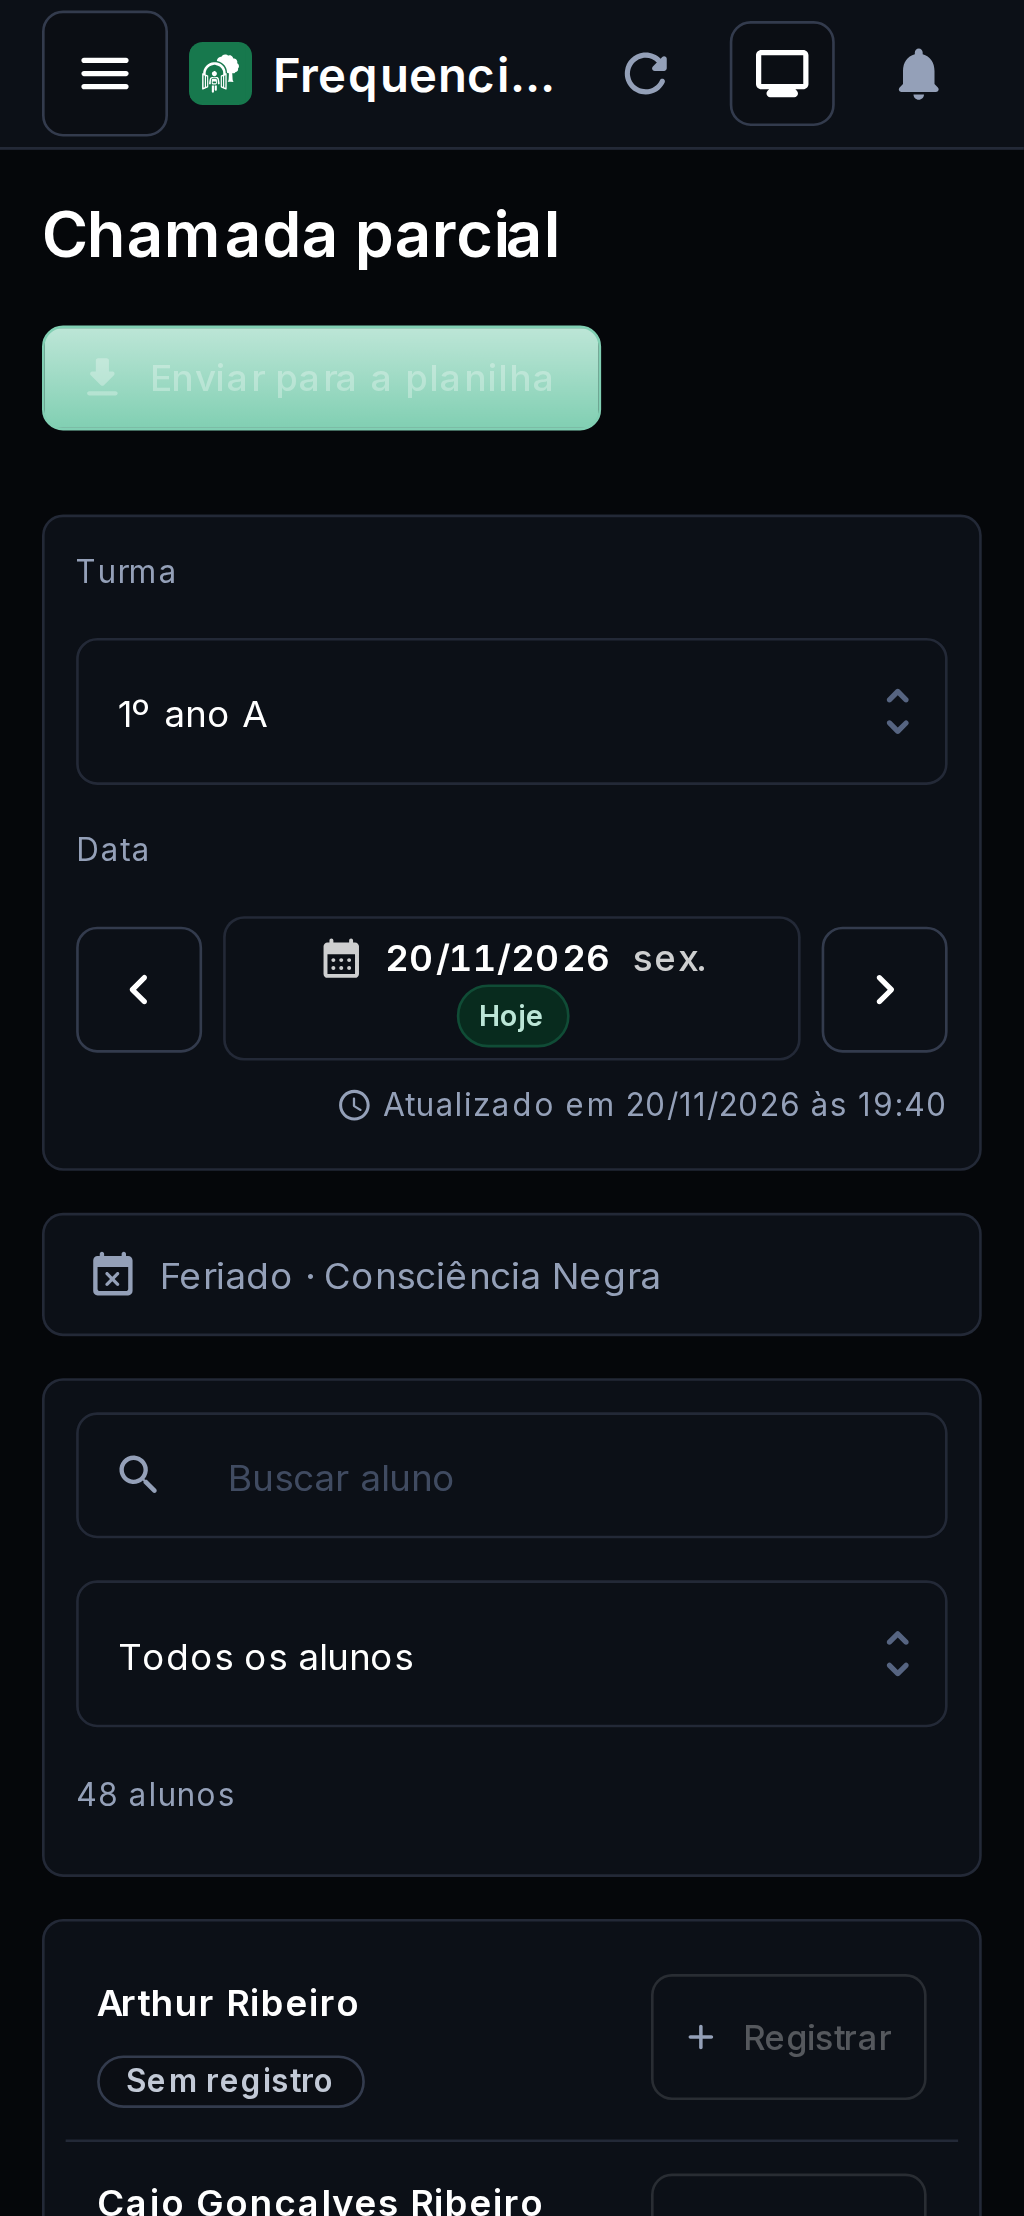 Frequenci...
Chamada parcial
Enviar para a planilha
Turma
1º ano A
Data
20/11/2026 sex.
Hoje
Atualizado em 20/11/2026 às 19:40
Feriado · Consciência Negra
Buscar aluno
Todos os alunos
48 alunos
Arthur Ribeiro
Registrar
Sem registro
Caio Gonçalves Ribeiro